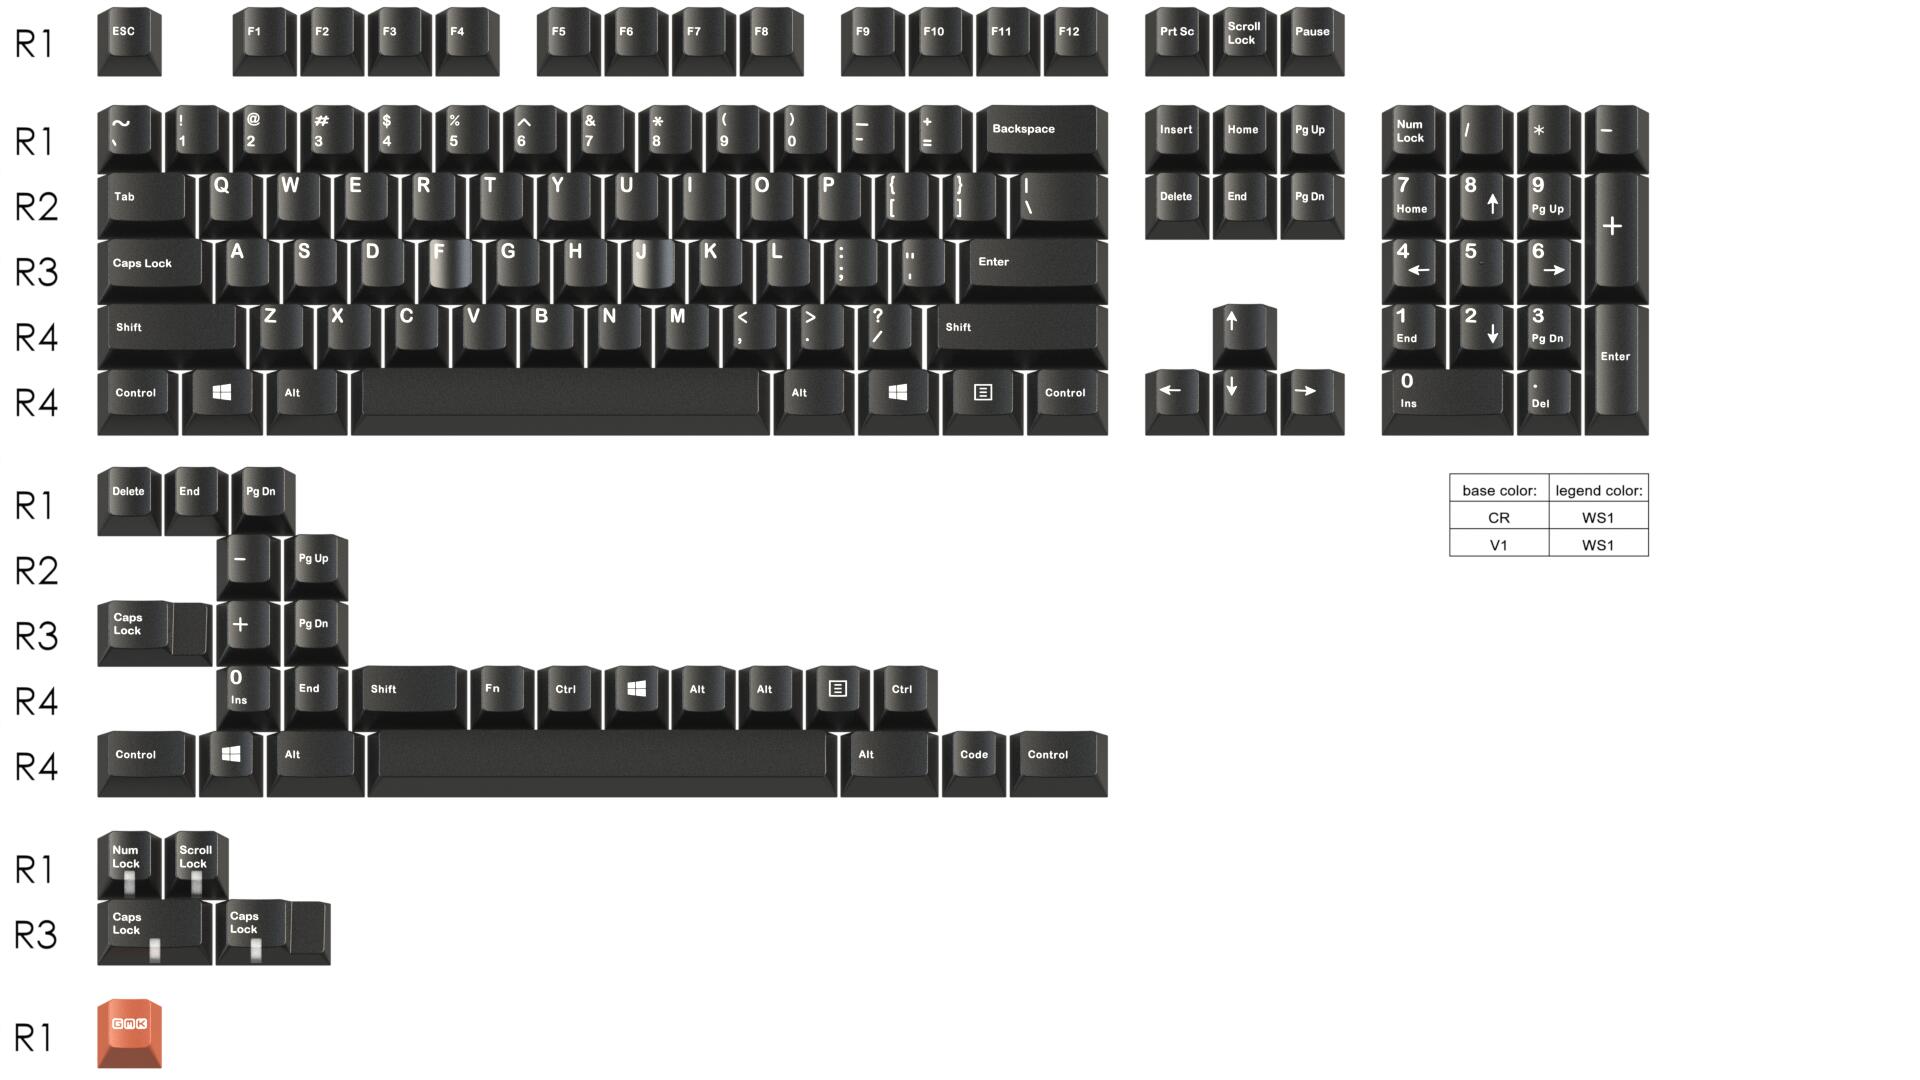 R1 ESC F1 F2 F3 F4 F5 F6 F7 F8 F9 F10 F11 F12 Prt Sc Scroll Lock Pause
R1 ~ ` ! 1 @ 2 # 3 $ 4 % 5 ^ 6 & 7 * 8 ( 9 ) 0 _ - + = Backspace Insert Home Pg Up Num Lock / * -
R2 Tab Q W E R T Y U I O P { [ } ] | \ Delete End Pg Dn 7 Home 8 ↑ 9 Pg Up +
R3 Caps Lock A S D F G H J K L : ; " ' Enter 4 ← 5 6 →
R4 Shift Z X C V B N M < , > . ? / Shift ↑ 1 End 2 ↓ 3 Pg Dn Enter
R4 Control Alt Alt Control ← ↓ → 0 Ins . Del
base color: legend color:
CR WS1
V1 WS1
R1 Delete End Pg Dn
R2 - Pg Up
R3 Caps Lock + Pg Dn
R4 0 Ins End Shift Fn Ctrl Alt Alt Ctrl
R4 Control Alt Alt Code Control
R1 Num Lock Scroll Lock
R3 Caps Lock Caps Lock
R1 GMK